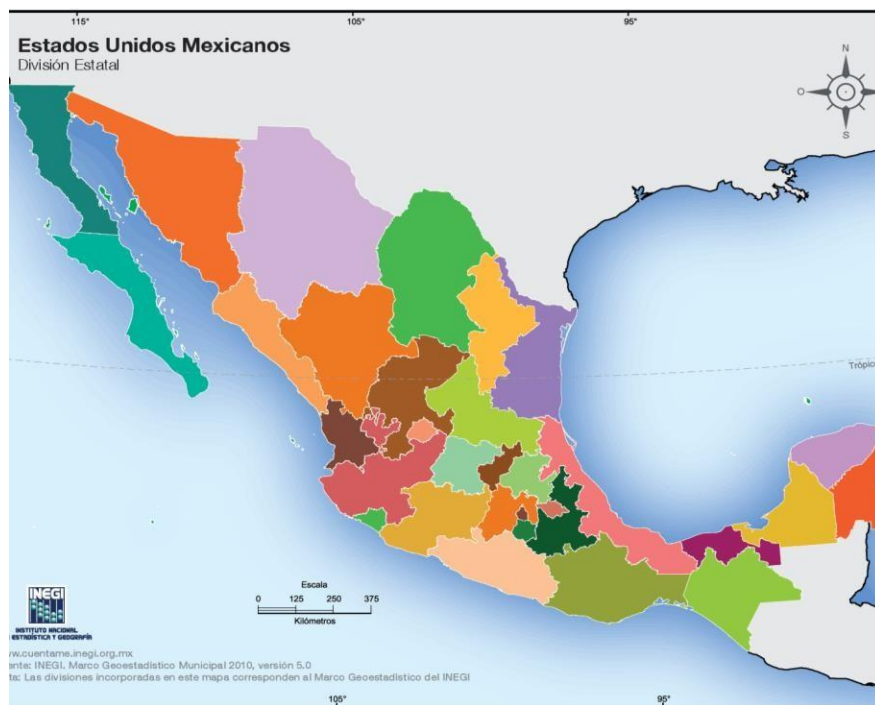 115°
105°
95°
Estados Unidos Mexicanos
División Estatal
N
O
S
Trópico
INEGI
INSTITUTO NACIONAL
ESTADÍSTICA Y GEOGRAFÍA
Escala
0 125 250 375
Kilómetros
w.cuentame.inegi.org.mx
ente: INEGI. Marco Geoestadístico Municipal 2010, versión 5.0
ta: Las divisiones incorporadas en este mapa corresponden al Marco Geoestadístico del INEGI
105°
95°